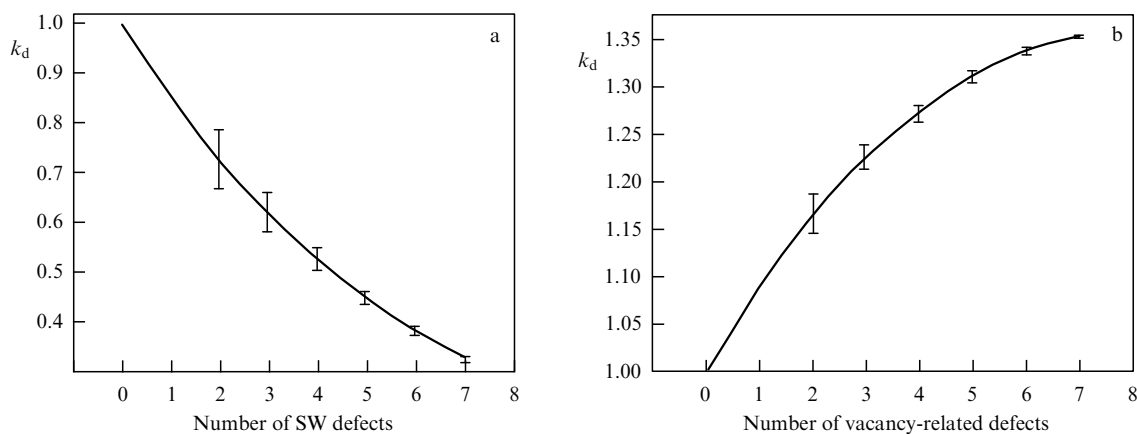 a
k_d
1.0
0.9
0.8
0.7
0.6
0.5
0.4
0 1 2 3 4 5 6 7 8
Number of SW defects
b
k_d
1.35
1.30
1.25
1.20
1.15
1.10
1.05
1.00
0 1 2 3 4 5 6 7 8
Number of vacancy-related defects